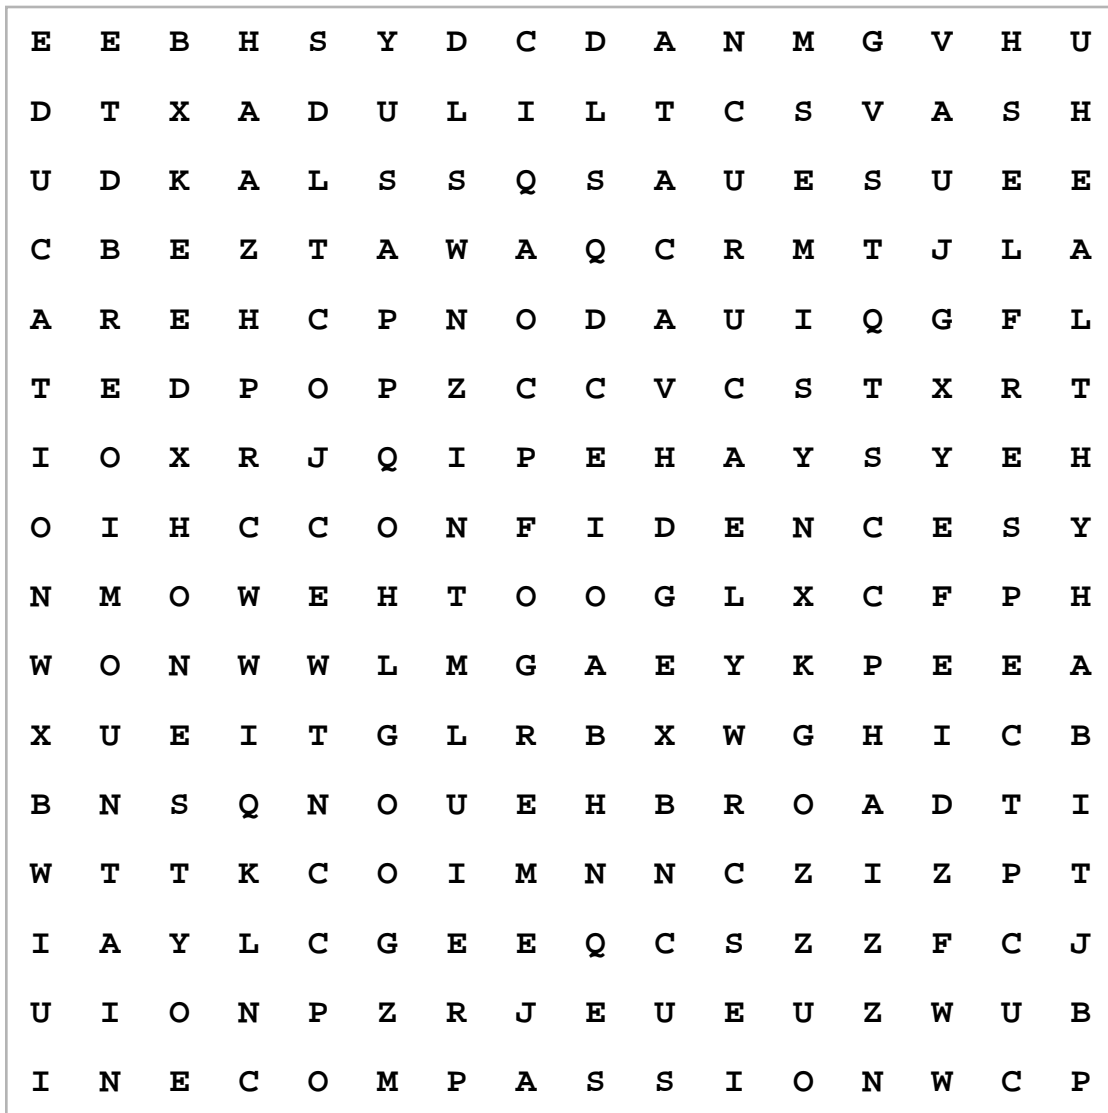 E E B H S Y D C D A N M G V H U
D T X A D U L I L T C S V A S H
U D K A L S S Q S A U E S U E E
C B E Z T A W A Q C R M T J L A
A R E H C P N O D A U I Q G F L
T E D P O P Z C C V C S T X R T
I O X R J Q I P E H A Y S Y E H
O I H C C O N F I D E N C E S Y
N M O W E H T O O G L X C F P H
W O N W W L M G A E Y K P E E A
X U E I T G L R B X W G H I C B
B N S Q N O U E H B R O A D T I
W T T K C O I M N N C Z I Z P T
I A Y L C G E E Q C S Z Z F C J
U I O N P Z R J E U E U Z W U B
I N E C O M P A S S I O N W C P